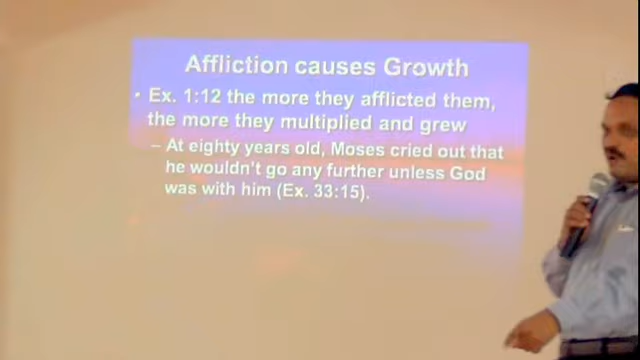 Affliction causes Growth
• Ex. 1:12 the more they afflicted them,
the more they multiplied and grew
– At eighty years old, Moses cried out that
he wouldn't go any further unless God
was with him (Ex. 33:15).